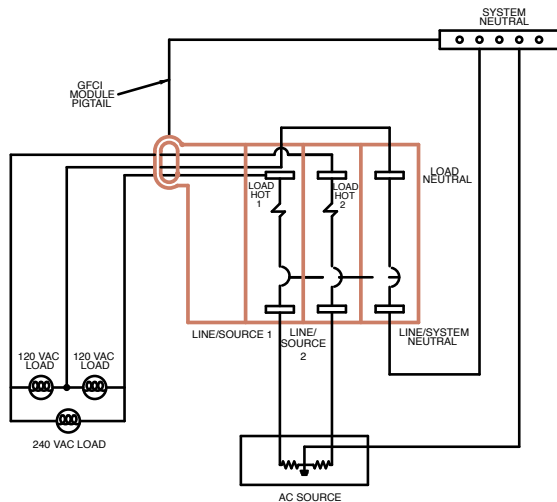 SYSTEM
NEUTRAL
GFCI
MODULE
PIGTAIL
LOAD
HOT
1
LOAD
HOT
2
LOAD
NEUTRAL
LINE/SOURCE 1
LINE/
SOURCE
2
LINE/SYSTEM
NEUTRAL
120 VAC
LOAD
120 VAC
LOAD
240 VAC LOAD
AC SOURCE